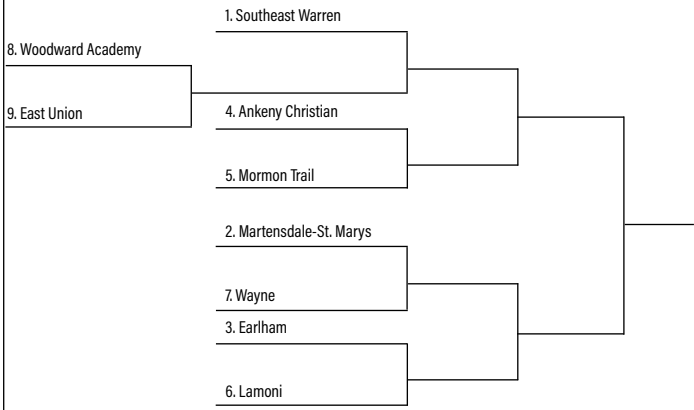 1. Southeast Warren
8. Woodward Academy
9. East Union
4. Ankeny Christian
5. Mormon Trail
2. Martensdale-St. Marys
7. Wayne
3. Earlham
6. Lamoni